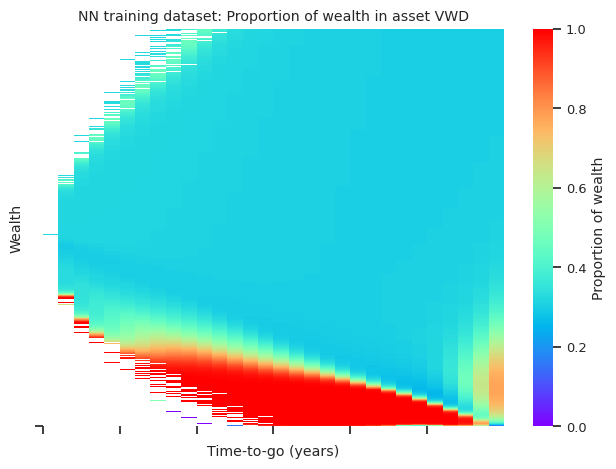 NN training dataset: Proportion of wealth in asset VWD
Wealth
Time-to-go (years)
1.0
0.8
0.6
0.4
0.2
0.0
Proportion of wealth